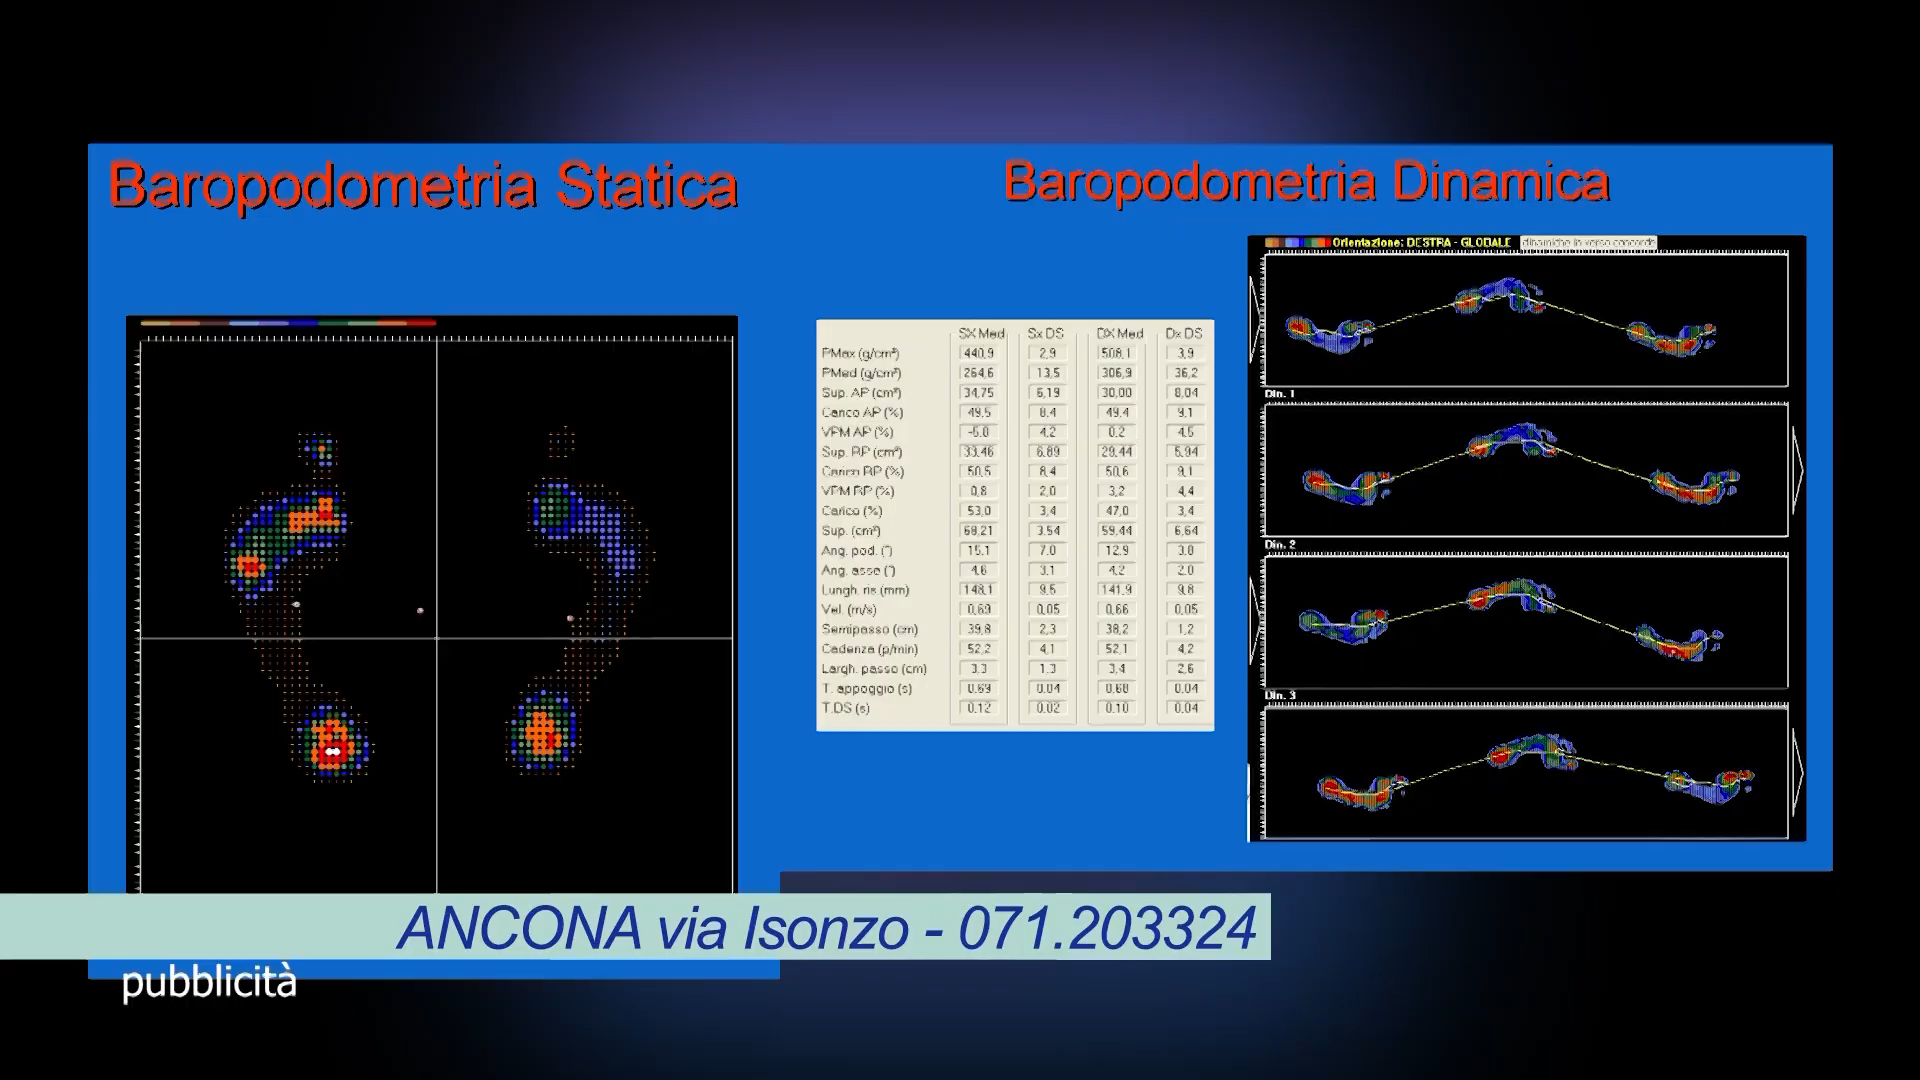 Baropodometria Statica
Baropodometria Dinamica
Orientazione: DESTRA - GLOBALE
SX Med Sx DS DX Med Dx DS
PMax (g/cm²) 440,9 2,9 508,1 3,9
PMed (g/cm²) 264,6 13,5 306,9 36,2
Sup. AP (cm²) 34,75 6,19 30,00 8,04
Carico AP (%) 49,5 8,4 49,4 9,1
VPM AP (%) -5,0 4,2 0,2 4,5
Sup. RP (cm²) 33,46 6,89 29,44 5,94
Carico RP (%) 50,5 8,4 50,6 9,1
VPM RP (%) 0,8 2,0 3,2 4,4
Carico (%) 53,0 3,4 47,0 3,4
Sup. (cm²) 68,21 3,54 59,44 6,64
Ang. pod. (°) 15,1 7,0 12,9 3,8
Ang. asse (°) 4,6 3,1 4,2 2,0
Lungh. ris (mm) 148,1 9,5 141,9 9,8
Vel. (m/s) 0,69 0,05 0,66 0,05
Semipasso (cm) 39,8 2,3 38,2 1,2
Cadenza (p/min) 52,2 4,1 52,1 4,2
Largh. passo (cm) 3,3 1,3 3,4 2,6
T. appoggio (s) 0,69 0,04 0,68 0,04
T.DS (s) 0,12 0,02 0,10 0,04
Din. 1
Din. 2
Din. 3
ANCONA via Isonzo - 071.203324
pubblicità